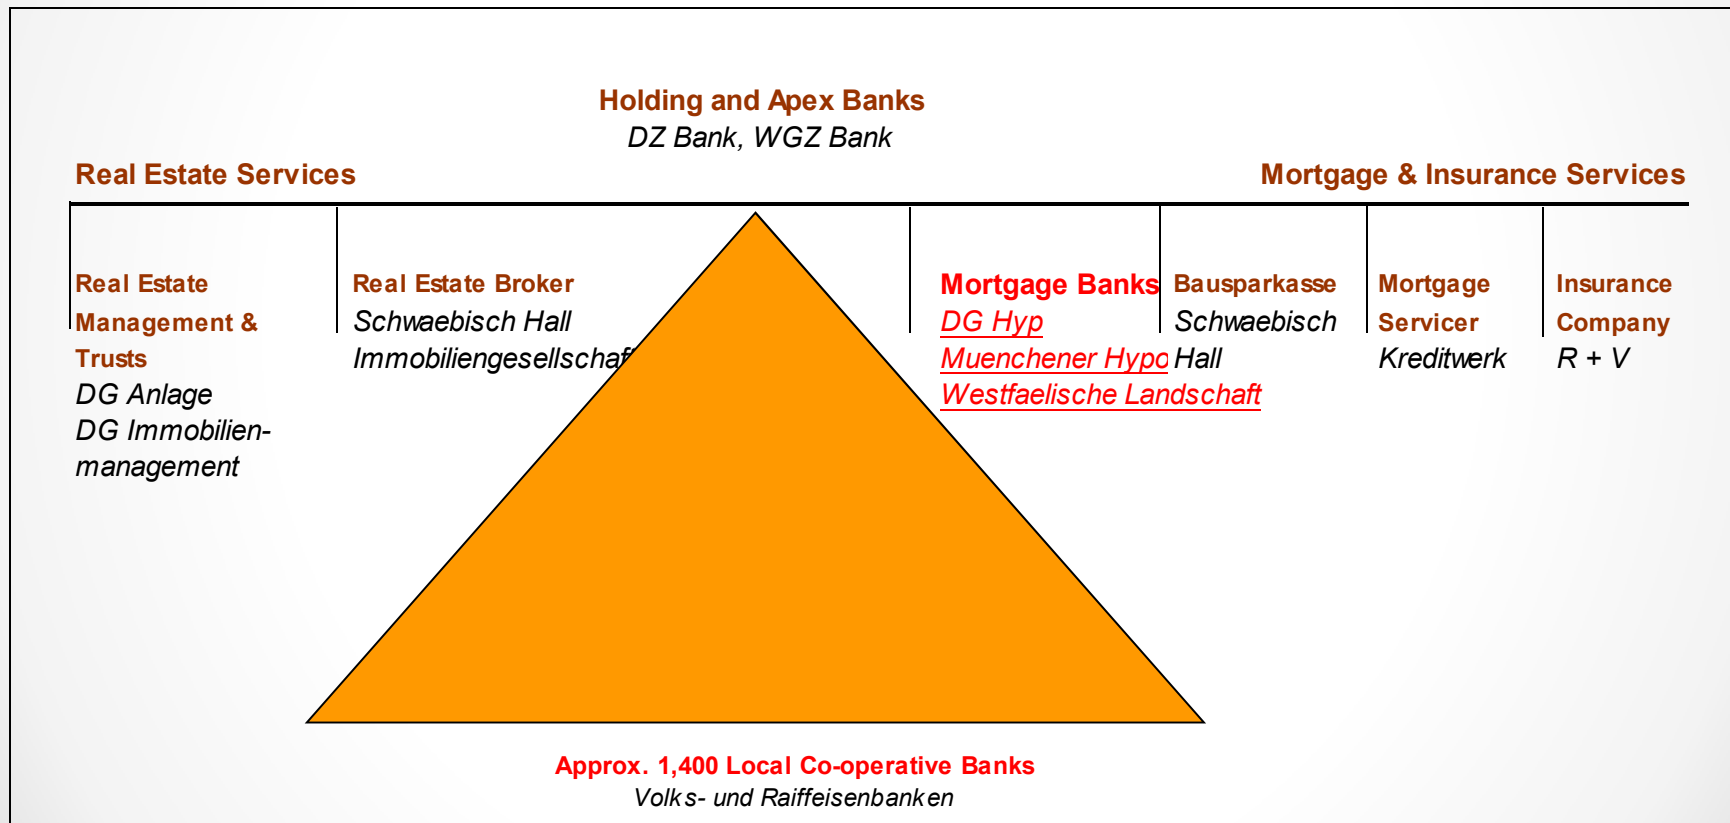 Holding and Apex Banks
DZ Bank, WGZ Bank
Real Estate Services
Mortgage & Insurance Services
Real Estate
Management &
Trusts
DG Anlage
DG Immobilien-
management
Real Estate Broker
Schwaebisch Hall
Immobiliengesellschaft
Mortgage Banks
DG Hyp
Muenchener Hypo
Westfaelische Landschaft
Bausparkasse
Schwaebisch
Hall
Mortgage
Servicer
Kreditwerk
Insurance
Company
R + V
Approx. 1,400 Local Co-operative Banks
Volks- und Raiffeisenbanken